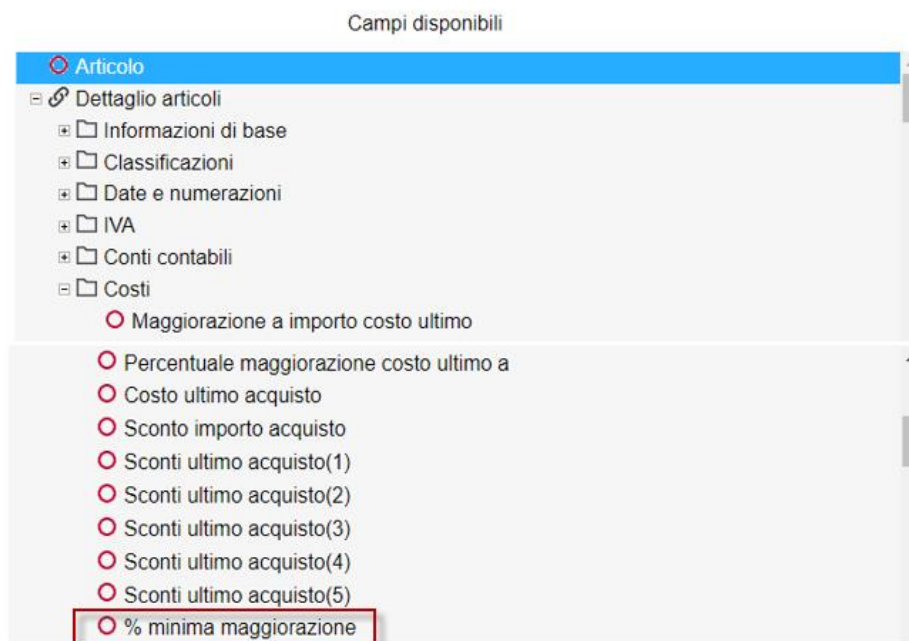 Campi disponibili
Articolo
Dettaglio articoli
Informazioni di base
Classificazioni
Date e numerazioni
IVA
Conti contabili
Costi
Maggiorazione a importo costo ultimo
Percentuale maggiorazione costo ultimo a
Costo ultimo acquisto
Sconto importo acquisto
Sconti ultimo acquisto(1)
Sconti ultimo acquisto(2)
Sconti ultimo acquisto(3)
Sconti ultimo acquisto(4)
Sconti ultimo acquisto(5)
% minima maggiorazione